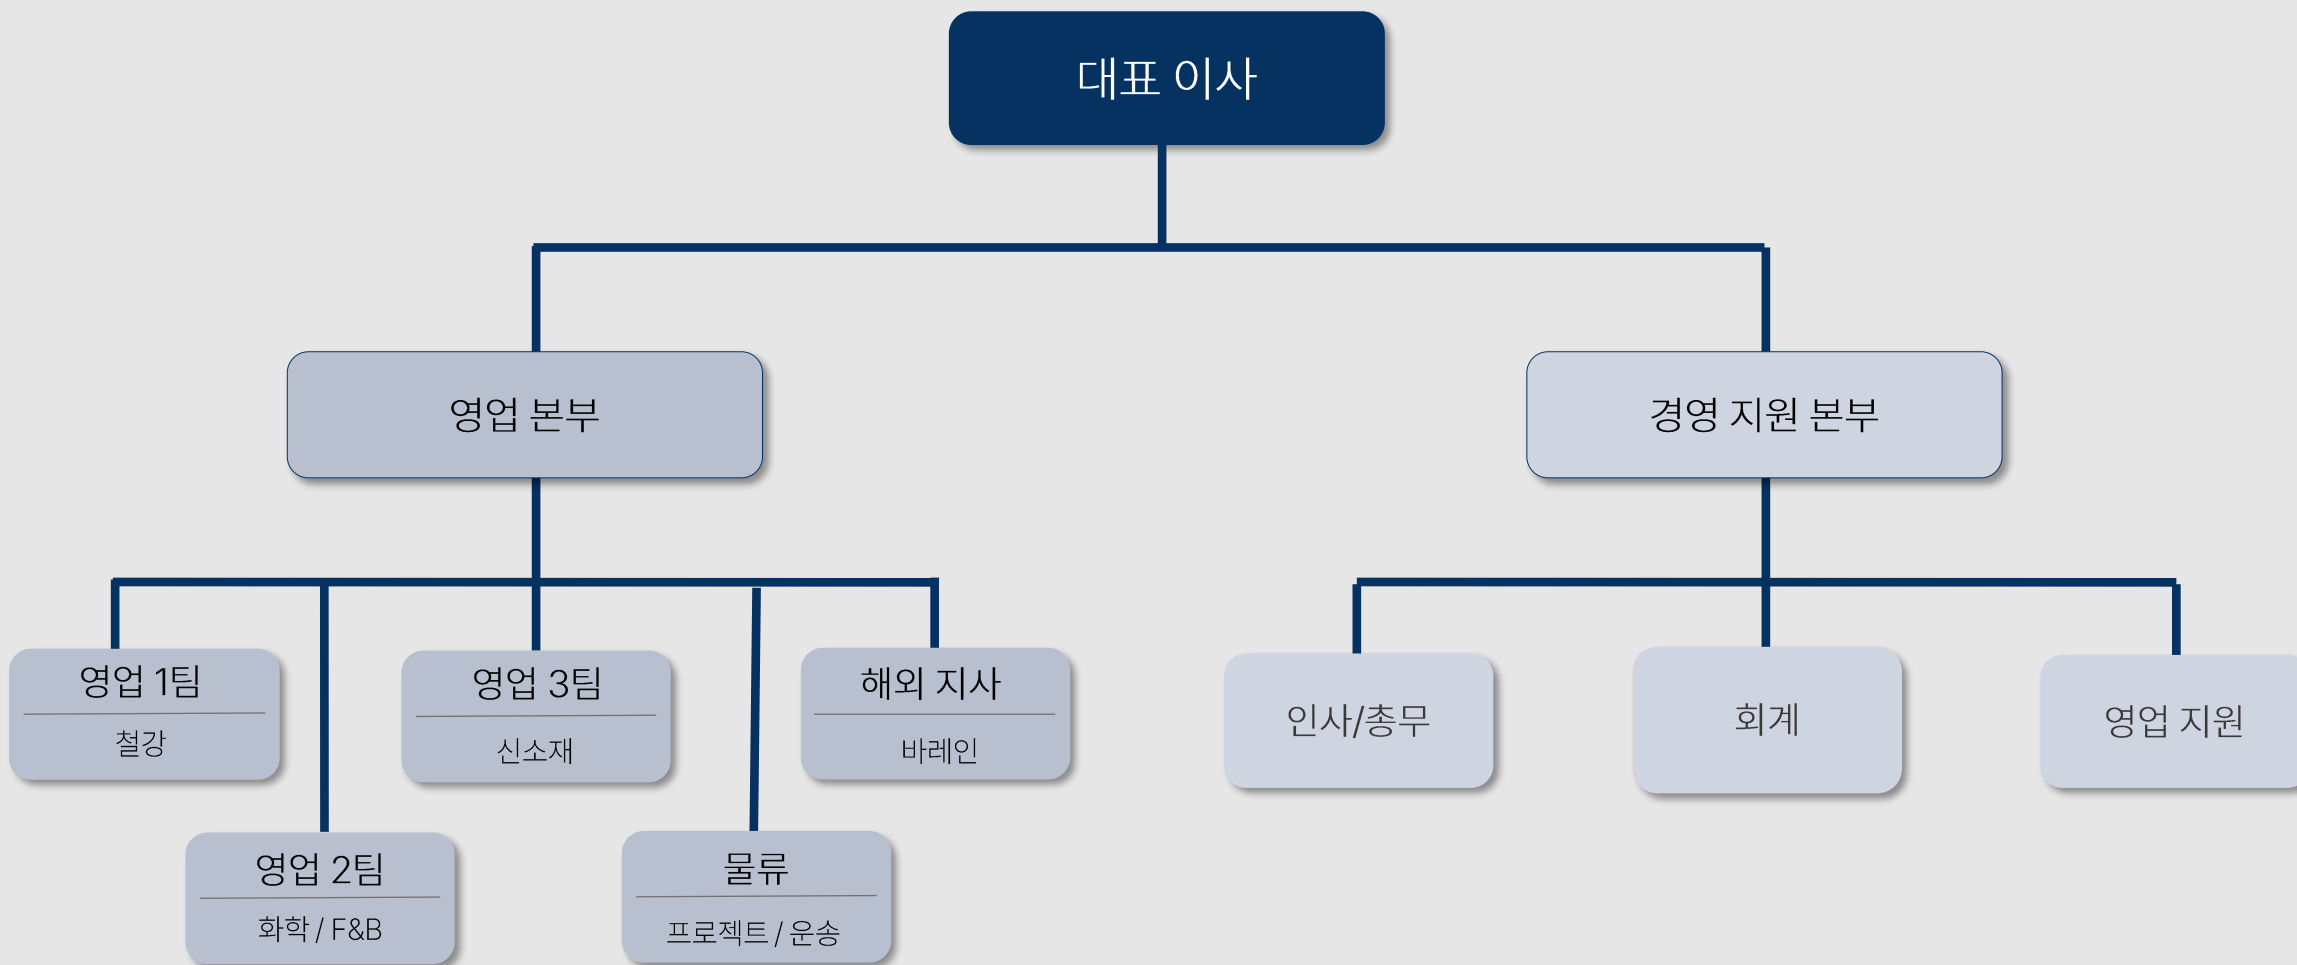 대표 이사
영업 본부
경영 지원 본부
영업 1팀
철강
영업 2팀
화학 / F&B
영업 3팀
신소재
물류
프로젝트 / 운송
해외 지사
바레인
인사/총무
회계
영업 지원